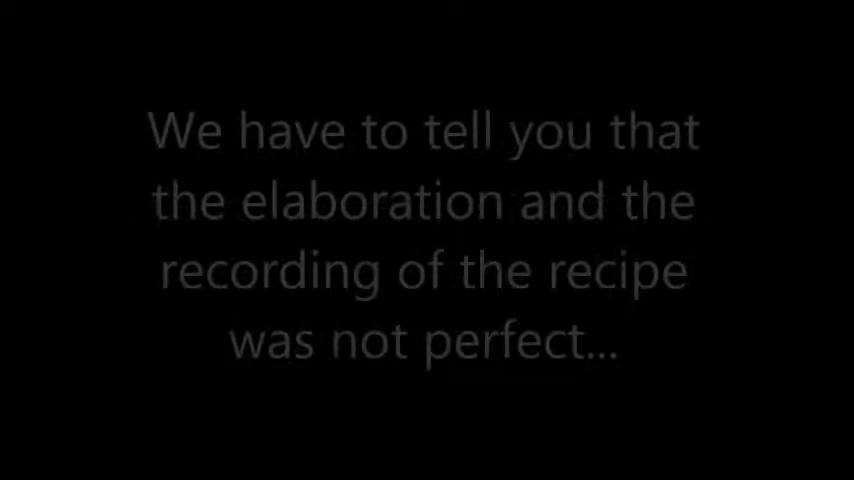 We have to tell you that
the elaboration and the
recording of the recipe
was not perfect...